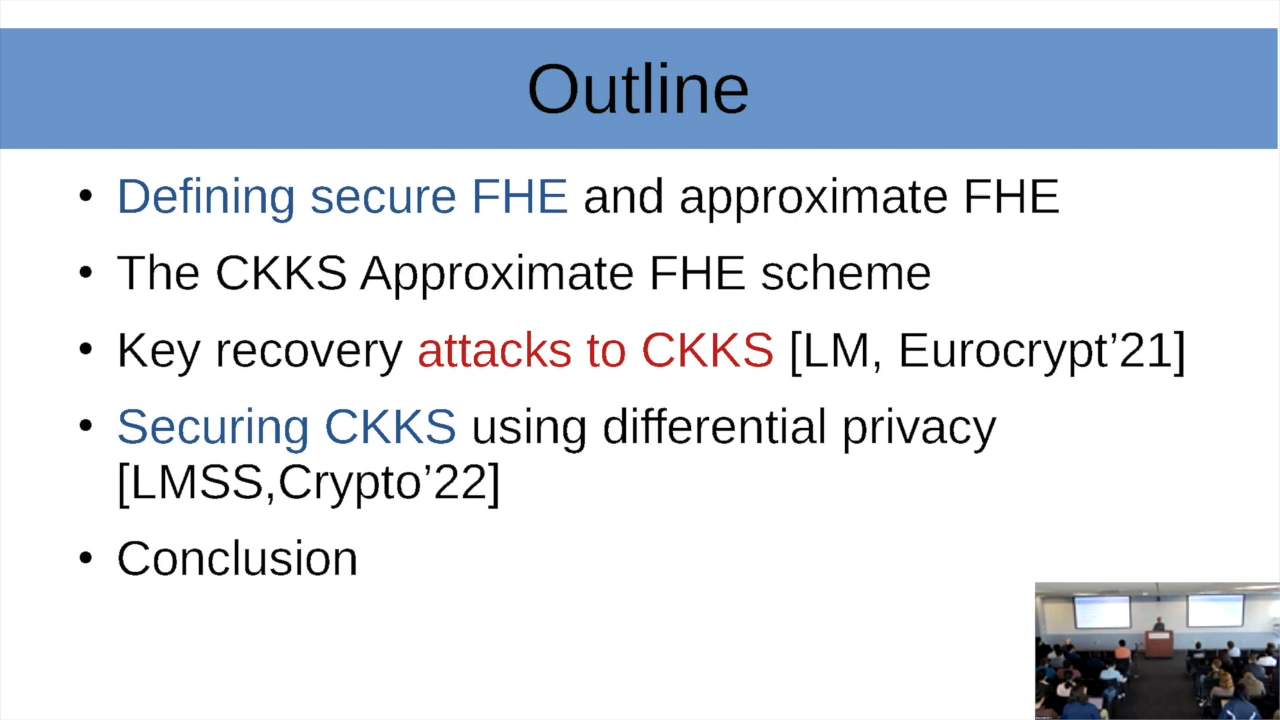 Outline
• Defining secure FHE and approximate FHE
• The CKKS Approximate FHE scheme
• Key recovery attacks to CKKS [LM, Eurocrypt’21]
• Securing CKKS using differential privacy
[LMSS,Crypto’22]
• Conclusion